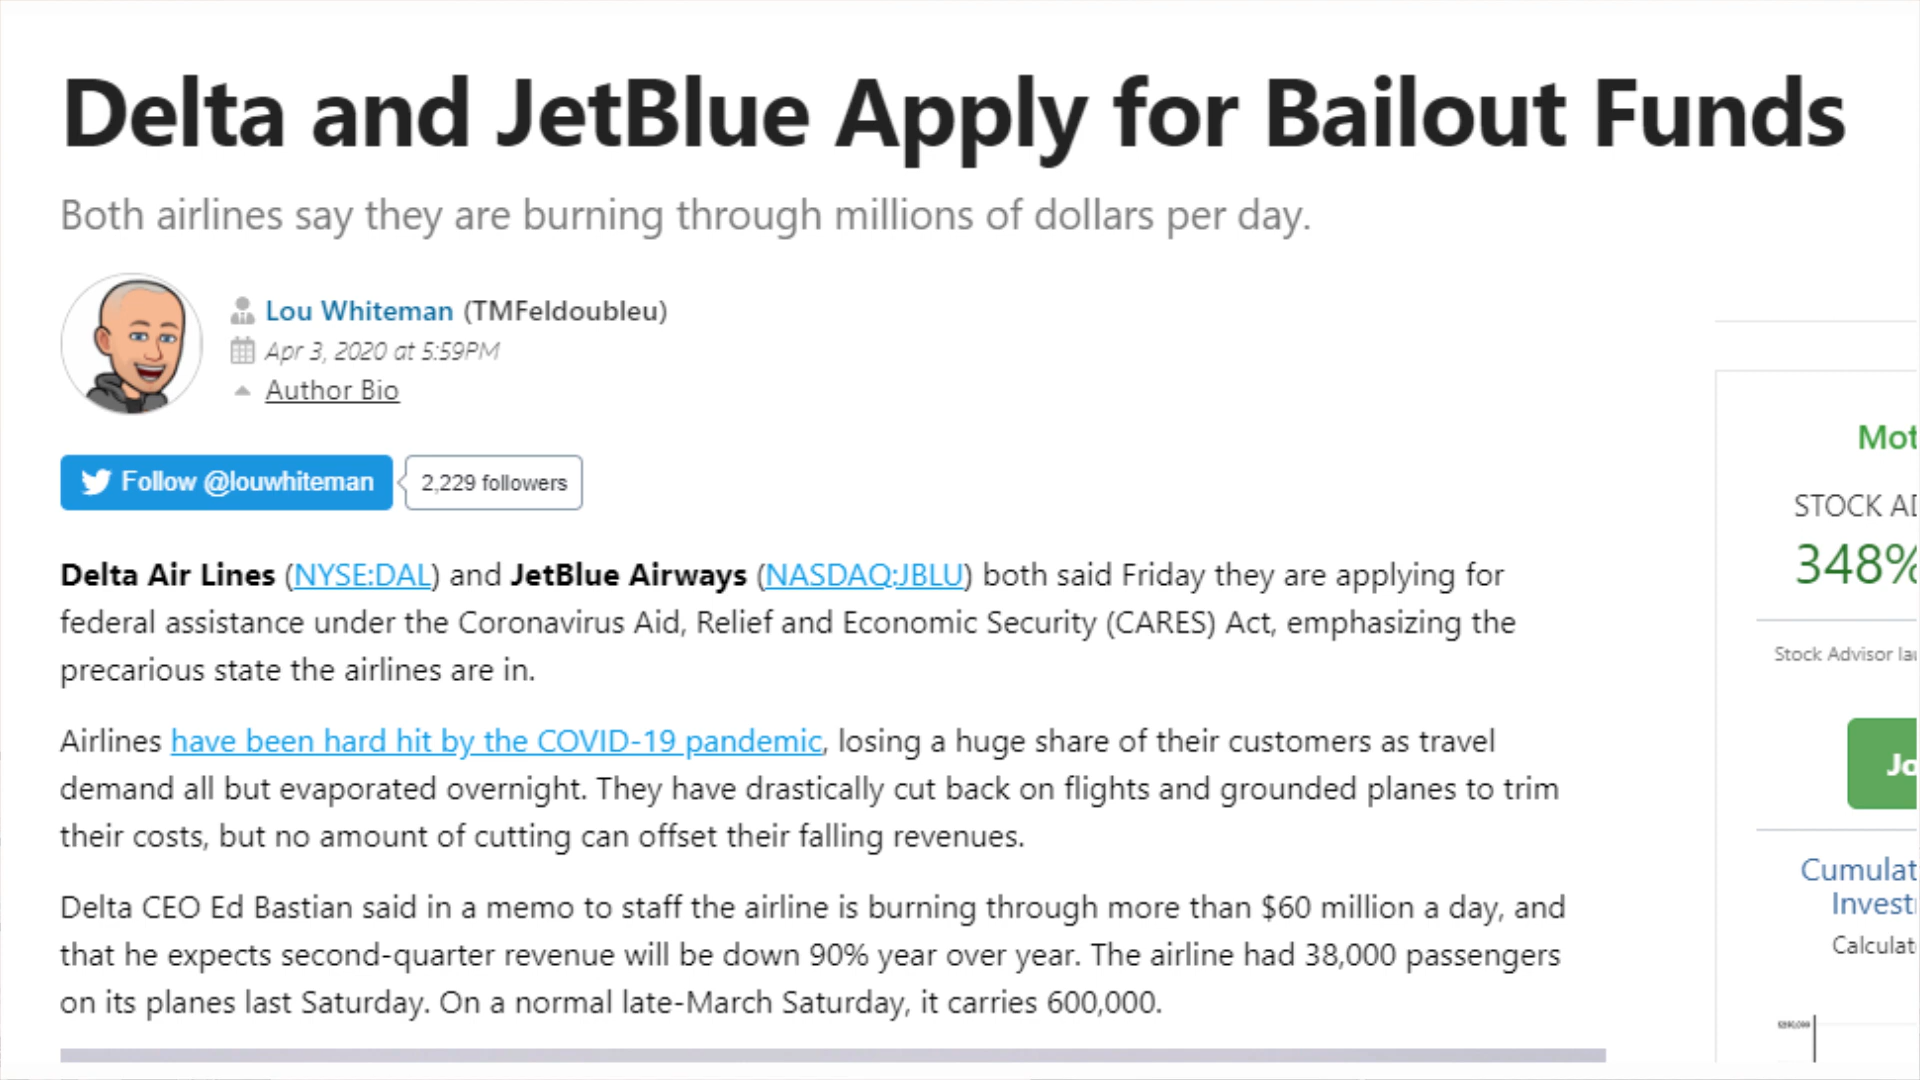 Delta and JetBlue Apply for Bailout Funds
Both airlines say they are burning through millions of dollars per day.
Lou Whiteman (TMFeldoubleu)
Apr 3, 2020 at 5:59PM
Author Bio
Follow @louwhiteman
2,229 followers
Delta Air Lines (NYSE:DAL) and JetBlue Airways (NASDAQ:JBLU) both said Friday they are applying for
federal assistance under the Coronavirus Aid, Relief and Economic Security (CARES) Act, emphasizing the
precarious state the airlines are in.
Airlines have been hard hit by the COVID-19 pandemic, losing a huge share of their customers as travel
demand all but evaporated overnight. They have drastically cut back on flights and grounded planes to trim
their costs, but no amount of cutting can offset their falling revenues.
Delta CEO Ed Bastian said in a memo to staff the airline is burning through more than $60 million a day, and
that he expects second-quarter revenue will be down 90% year over year. The airline had 38,000 passengers
on its planes last Saturday. On a normal late-March Saturday, it carries 600,000.
Mot
STOCK AD
348%
Stock Advisor lau
Jo
Cumulat
Invest
Calculat